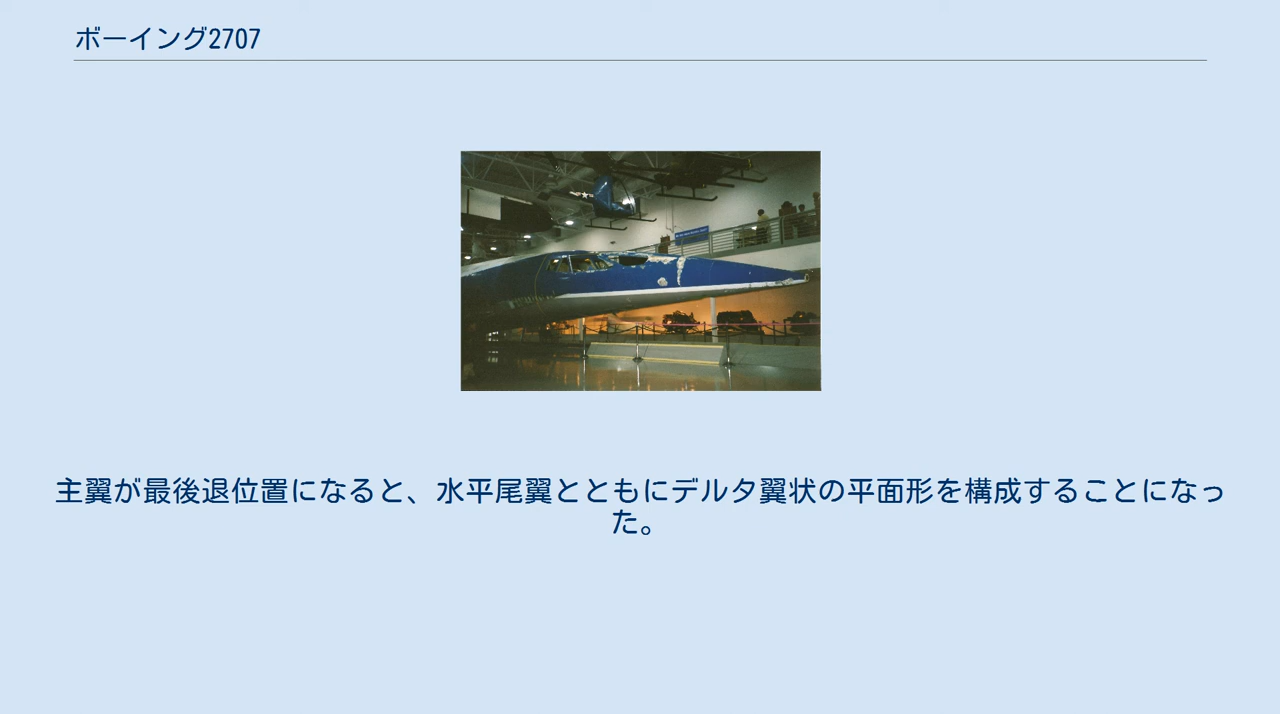 ボーイング2707
主翼が最後退位置になると、水平尾翼とともにデルタ翼状の平面形を構成することになっ
た。